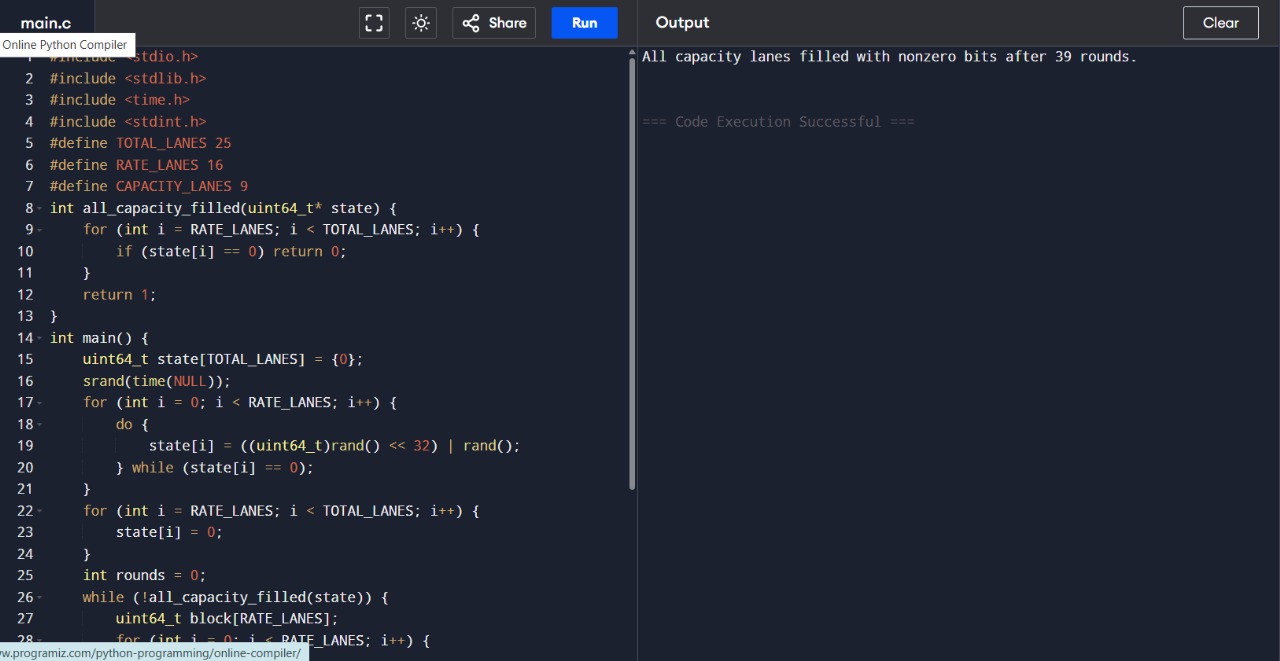 main.c
Share
Run
Output
Clear
Online Python Compiler
1 #include <stdio.h>
2 #include <stdlib.h>
3 #include <time.h>
4 #include <stdint.h>
5 #define TOTAL_LANES 25
6 #define RATE_LANES 16
7 #define CAPACITY_LANES 9
8 int all_capacity_filled(uint64_t* state) {
9 for (int i = RATE_LANES; i < TOTAL_LANES; i++) {
10 if (state[i] == 0) return 0;
11 }
12 return 1;
13 }
14 int main() {
15 uint64_t state[TOTAL_LANES] = {0};
16 srand(time(NULL));
17 for (int i = 0; i < RATE_LANES; i++) {
18 do {
19 state[i] = ((uint64_t)rand() << 32) | rand();
20 } while (state[i] == 0);
21 }
22 for (int i = RATE_LANES; i < TOTAL_LANES; i++) {
23 state[i] = 0;
24 }
25 int rounds = 0;
26 while (!all_capacity_filled(state)) {
27 uint64_t block[RATE_LANES];
28 for (int i = 0; i < RATE_LANES; i++) {
w.programiz.com/python-programming/online-compiler/
All capacity lanes filled with nonzero bits after 39 rounds.
=== Code Execution Successful ===